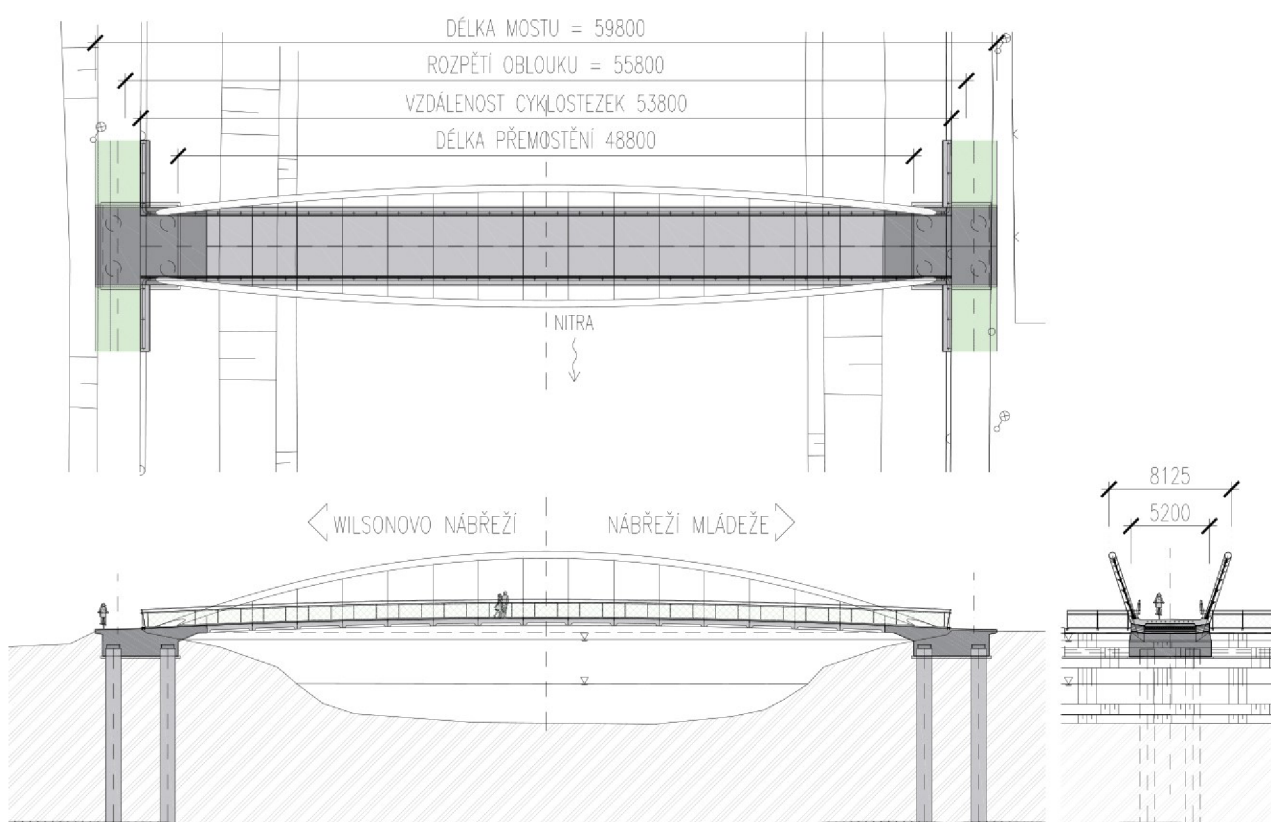 DÉLKA MOSTU = 59800
ROZPĚTÍ OBLOUKU = 55800
VZDÁLENOST CYKLOSTEZEK 53800
DÉLKA PŘEMOSTĚNÍ 48800
NITRA
WILSONOVO NÁBŘEŽÍ
NÁBŘEŽÍ MLÁDEŽE
8125
5200